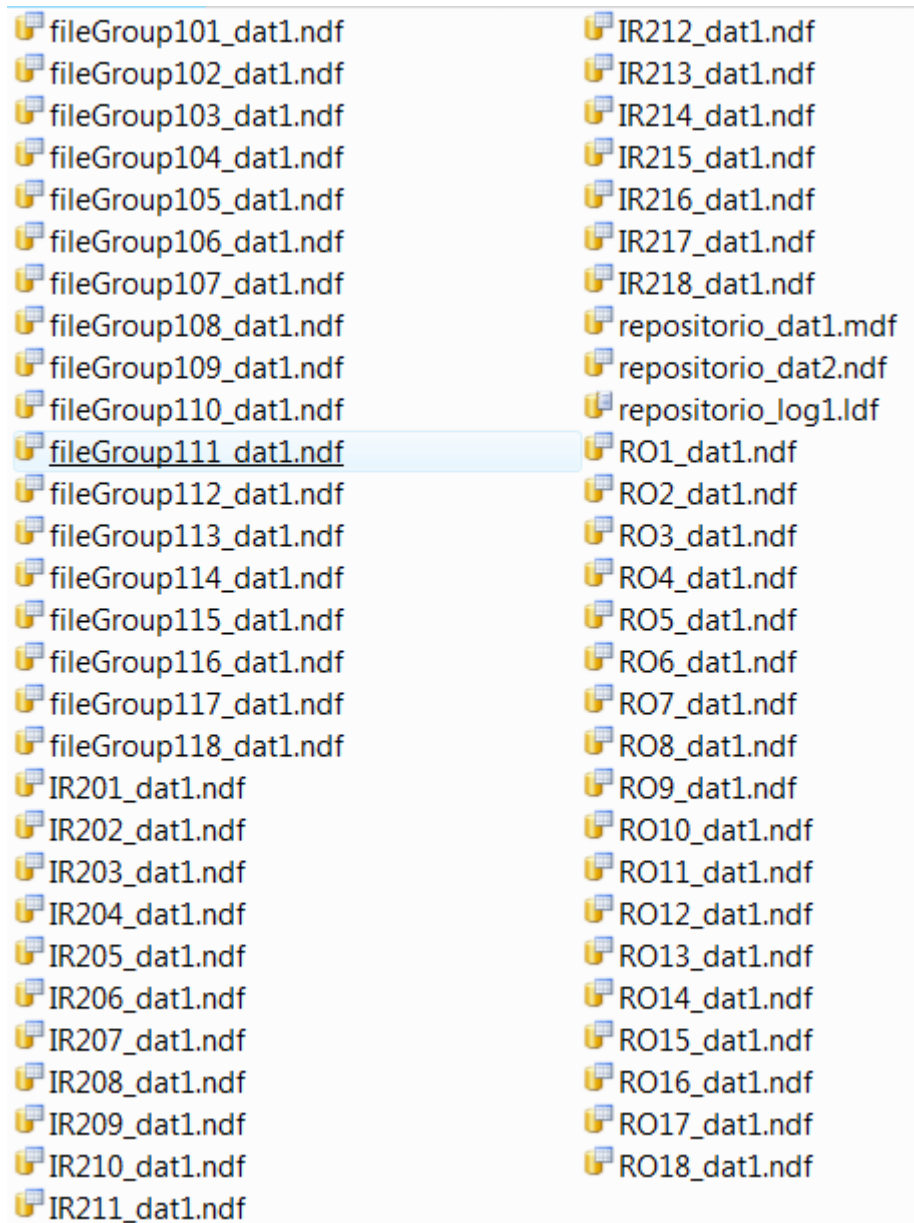 fileGroup101_dat1.ndf
fileGroup102_dat1.ndf
fileGroup103_dat1.ndf
fileGroup104_dat1.ndf
fileGroup105_dat1.ndf
fileGroup106_dat1.ndf
fileGroup107_dat1.ndf
fileGroup108_dat1.ndf
fileGroup109_dat1.ndf
fileGroup110_dat1.ndf
fileGroup111_dat1.ndf
fileGroup112_dat1.ndf
fileGroup113_dat1.ndf
fileGroup114_dat1.ndf
fileGroup115_dat1.ndf
fileGroup116_dat1.ndf
fileGroup117_dat1.ndf
fileGroup118_dat1.ndf
IR201_dat1.ndf
IR202_dat1.ndf
IR203_dat1.ndf
IR204_dat1.ndf
IR205_dat1.ndf
IR206_dat1.ndf
IR207_dat1.ndf
IR208_dat1.ndf
IR209_dat1.ndf
IR210_dat1.ndf
IR211_dat1.ndf
IR212_dat1.ndf
IR213_dat1.ndf
IR214_dat1.ndf
IR215_dat1.ndf
IR216_dat1.ndf
IR217_dat1.ndf
IR218_dat1.ndf
repositorio_dat1.mdf
repositorio_dat2.ndf
repositorio_log1.ldf
RO1_dat1.ndf
RO2_dat1.ndf
RO3_dat1.ndf
RO4_dat1.ndf
RO5_dat1.ndf
RO6_dat1.ndf
RO7_dat1.ndf
RO8_dat1.ndf
RO9_dat1.ndf
RO10_dat1.ndf
RO11_dat1.ndf
RO12_dat1.ndf
RO13_dat1.ndf
RO14_dat1.ndf
RO15_dat1.ndf
RO16_dat1.ndf
RO17_dat1.ndf
RO18_dat1.ndf